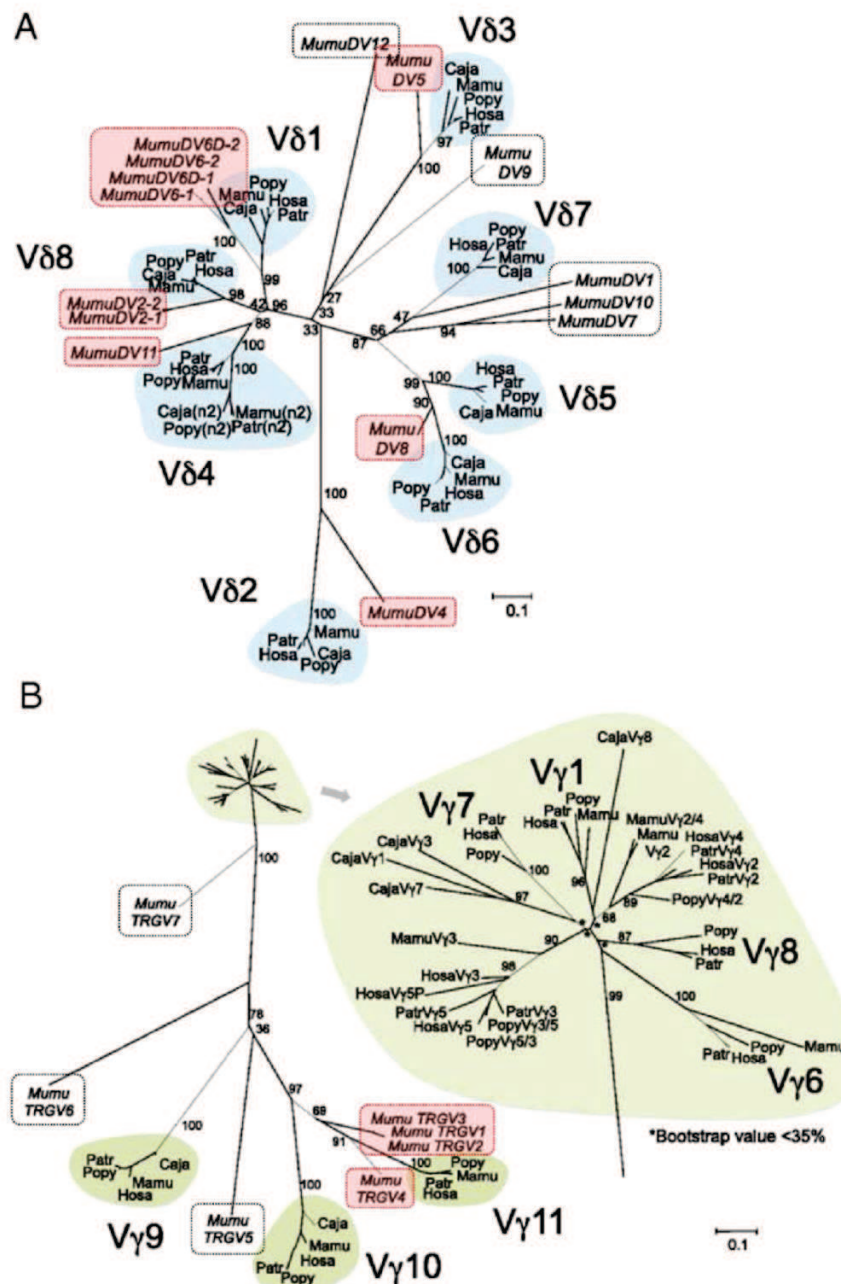 A
MumuDV12
Mumu
DV5
Vδ3
Caja
Mamu
Popy
Hosa
Patr
97
100
Mumu
DV9
MumuDV6D-2
MumuDV6-2
MumuDV6D-1
MumuDV6-1
Vδ1
Popy
Mamu
Hosa
Caja
Patr
100
99
Vδ8
Popy
Patr
Caja
Hosa
Mamu
98
42
96
MumuDV2-2
MumuDV2-1
88
MumuDV11
100
100
Patr
Hosa
Popy
Mamu
Caja(n2)
Mamu(n2)
Popy(n2)
Patr(n2)
Vδ4
27
33
33
Vδ7
Popy
Hosa
Patr
Mamu
100
Caja
47
MumuDV1
MumuDV10
MumuDV7
66
94
87
99
100
Hosa
Patr
Popy
Caja
Mamu
Vδ5
90
Mumu
DV8
100
Caja
Mamu
Popy
Hosa
Patr
Vδ6
100
Vδ2
MumuDV4
100
Patr
Mamu
Hosa
Caja
Popy
0.1
B
100
Mumu
TRGV7
78
36
Mumu
TRGV6
100
Patr
Popy
Caja
Mamu
Hosa
Vγ9
Mumu
TRGV5
97
69
91
Mumu TRGV3
Mumu TRGV1
Mumu TRGV2
Mumu
TRGV4
100
Popy
Mamu
Patr
Hosa
Vγ11
100
Caja
Mamu
Hosa
Patr
Popy
Vγ10
CajaVγ8
Vγ1
Popy
Patr
Mamu
Hosa
96
Vγ7
Patr
Hosa
Popy
100
CajaVγ3
CajaVγ1
CajaVγ7
97
MamuVγ2/4
Mamu
Vγ2
HosaVγ4
PatrVγ4
HosaVγ2
PatrVγ2
PopyVγ4/2
89
68
87
Popy
Hosa
Patr
Vγ8
MamuVγ3
90
98
HosaVγ3
HosaVγ5P
PatrVγ5
PatrVγ3
HosaVγ5
PopyVγ3/5
PopyVγ5/3
99
100
Popy
Mamu
Patr
Hosa
Vγ6
*Bootstrap value <35%
0.1